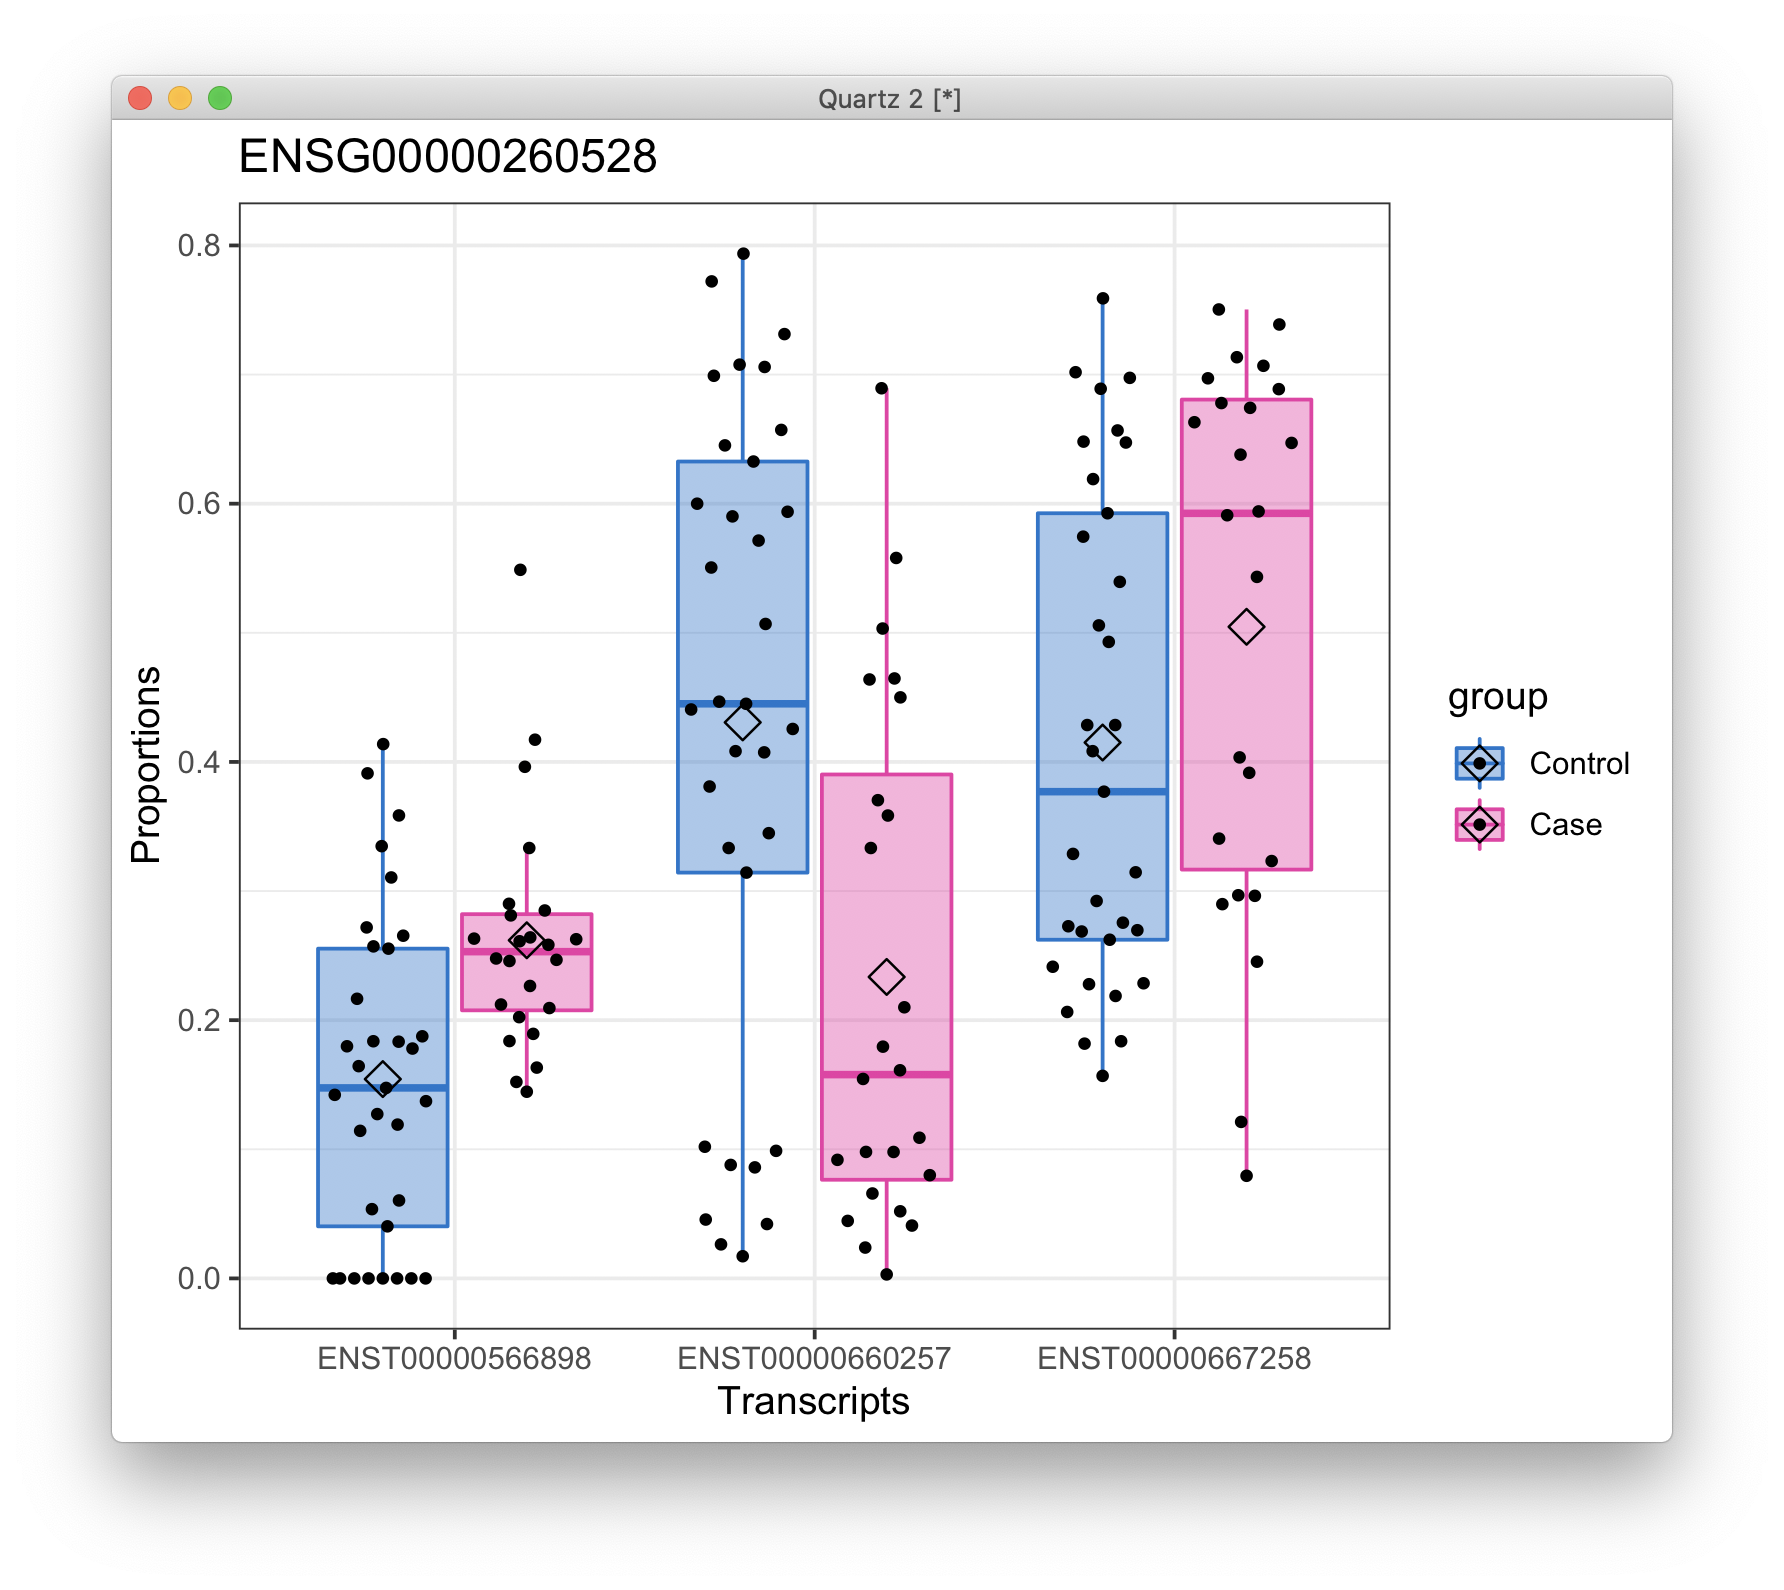 Quartz 2 [*]
ENSG00000260528
0.8
0.6
0.4
0.2
0.0
Proportions
ENST00000566898 ENST00000660257 ENST00000667258
Transcripts
group
Control
Case